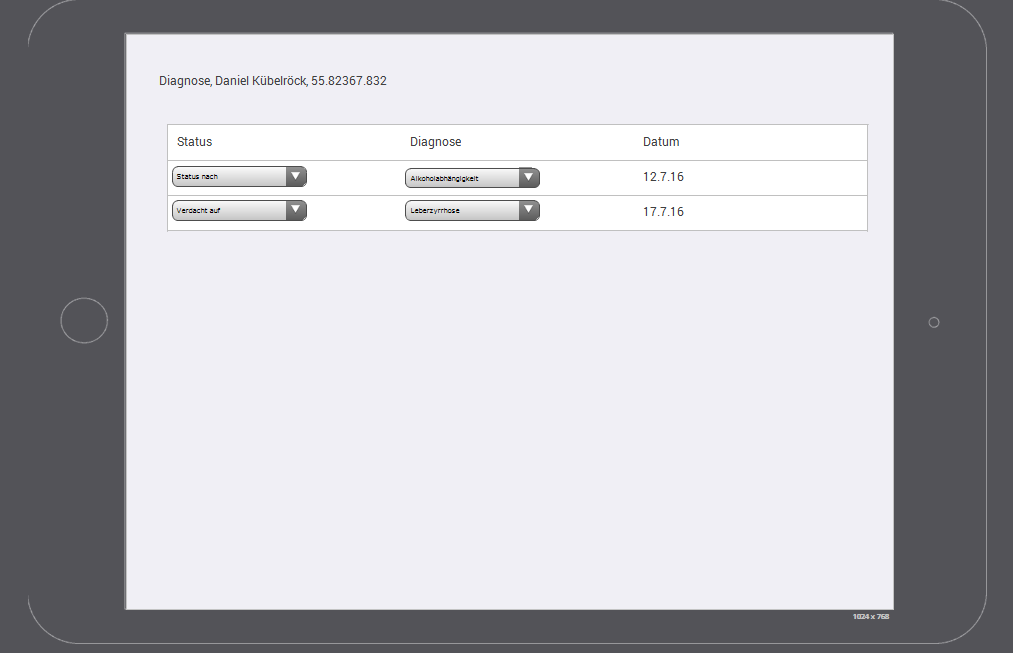 Diagnose, Daniel Kübelröck, 55.82367.832
Status Diagnose Datum
Status nach Alkoholabhängigkeit 12.7.16
Verdacht auf Leberzyrrhose 17.7.16
1024 x 768